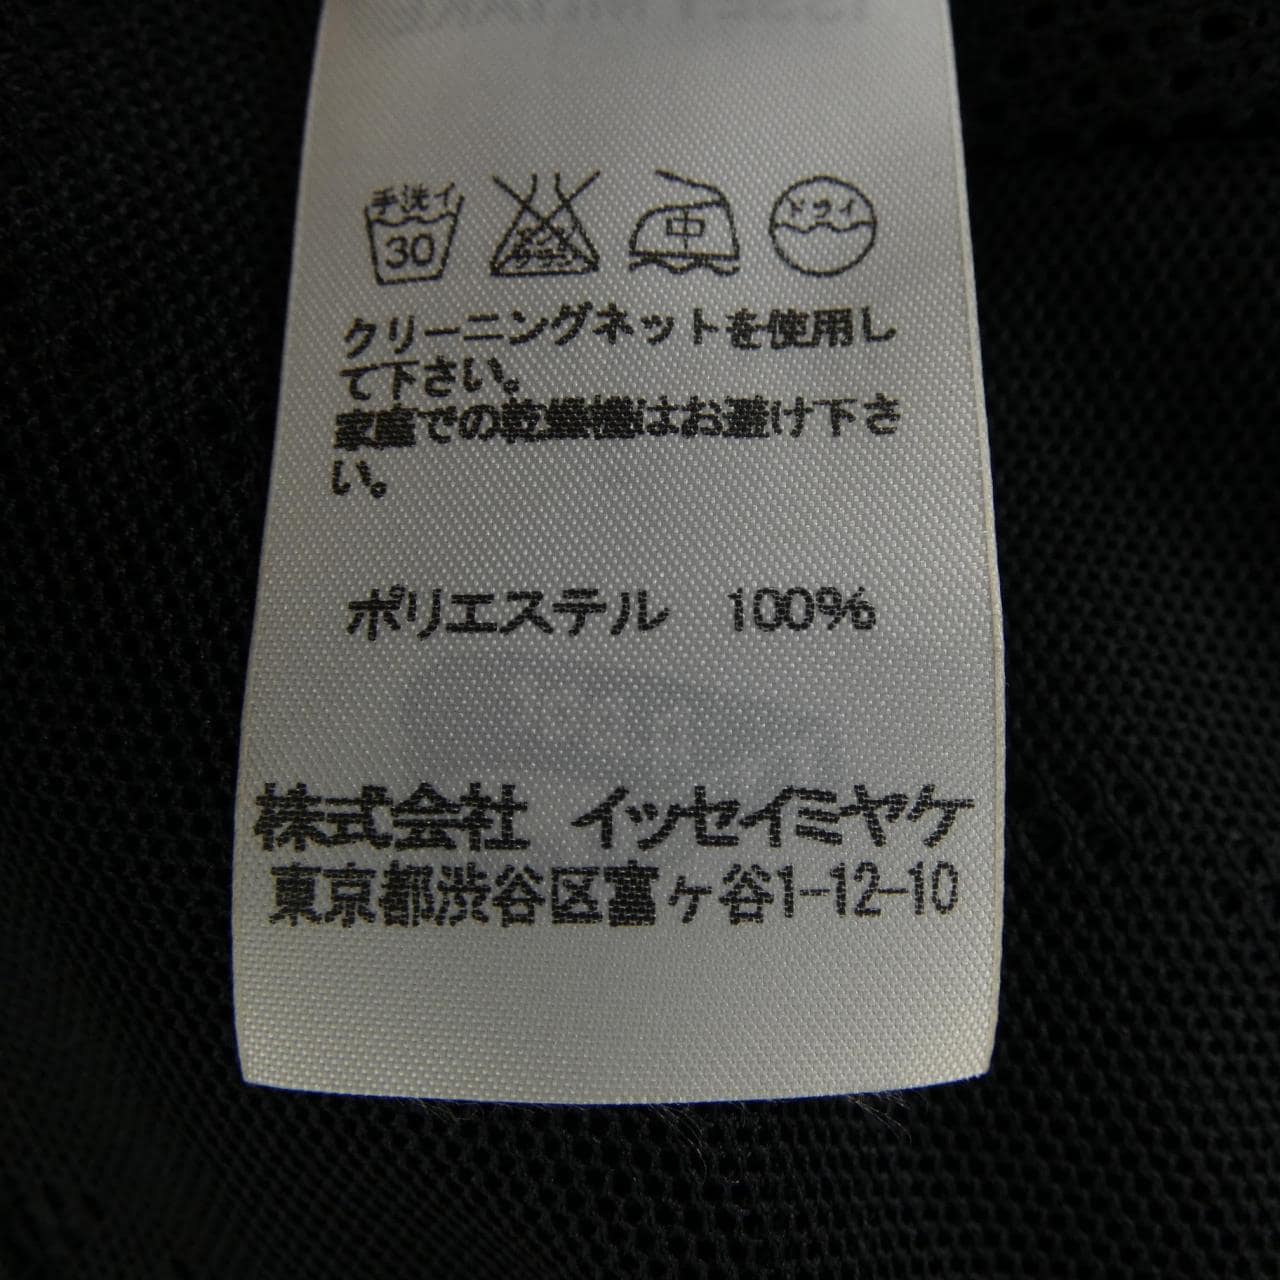 手洗イ
30
中
ドライ
クリーニングネットを使用し
て下さい。
家庭での乾燥機はお避け下さ
い。
ポリエステル 100%
株式会社 イッセイミヤケ
東京都渋谷区富ヶ谷1-12-10